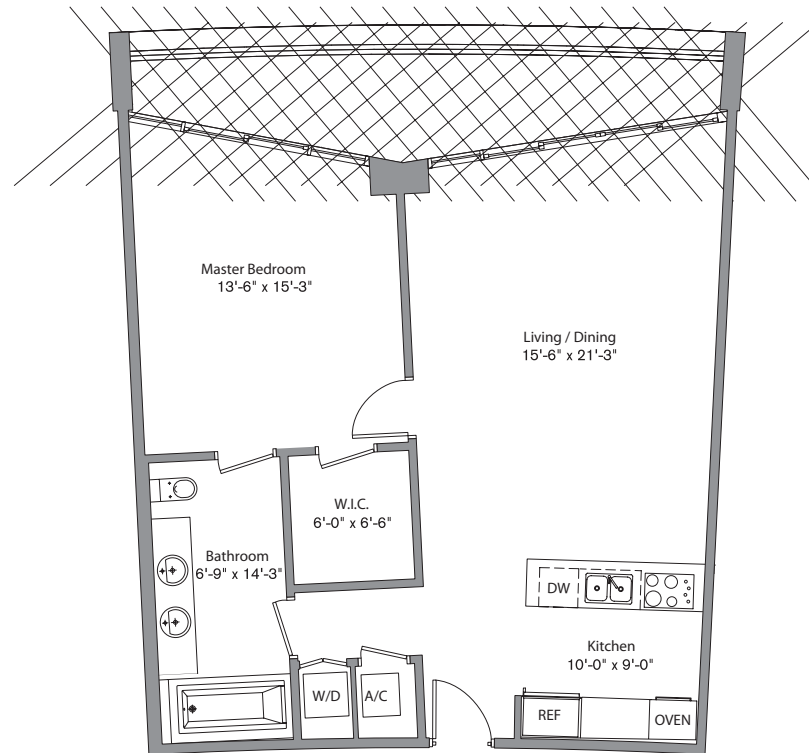 Master Bedroom
13'-6" x 15'-3"
Living / Dining
15'-6" x 21'-3"
W.I.C.
6'-0" x 6'-6"
Bathroom
6'-9" x 14'-3"
DW
Kitchen
10'-0" x 9'-0"
W/D
A/C
REF
OVEN